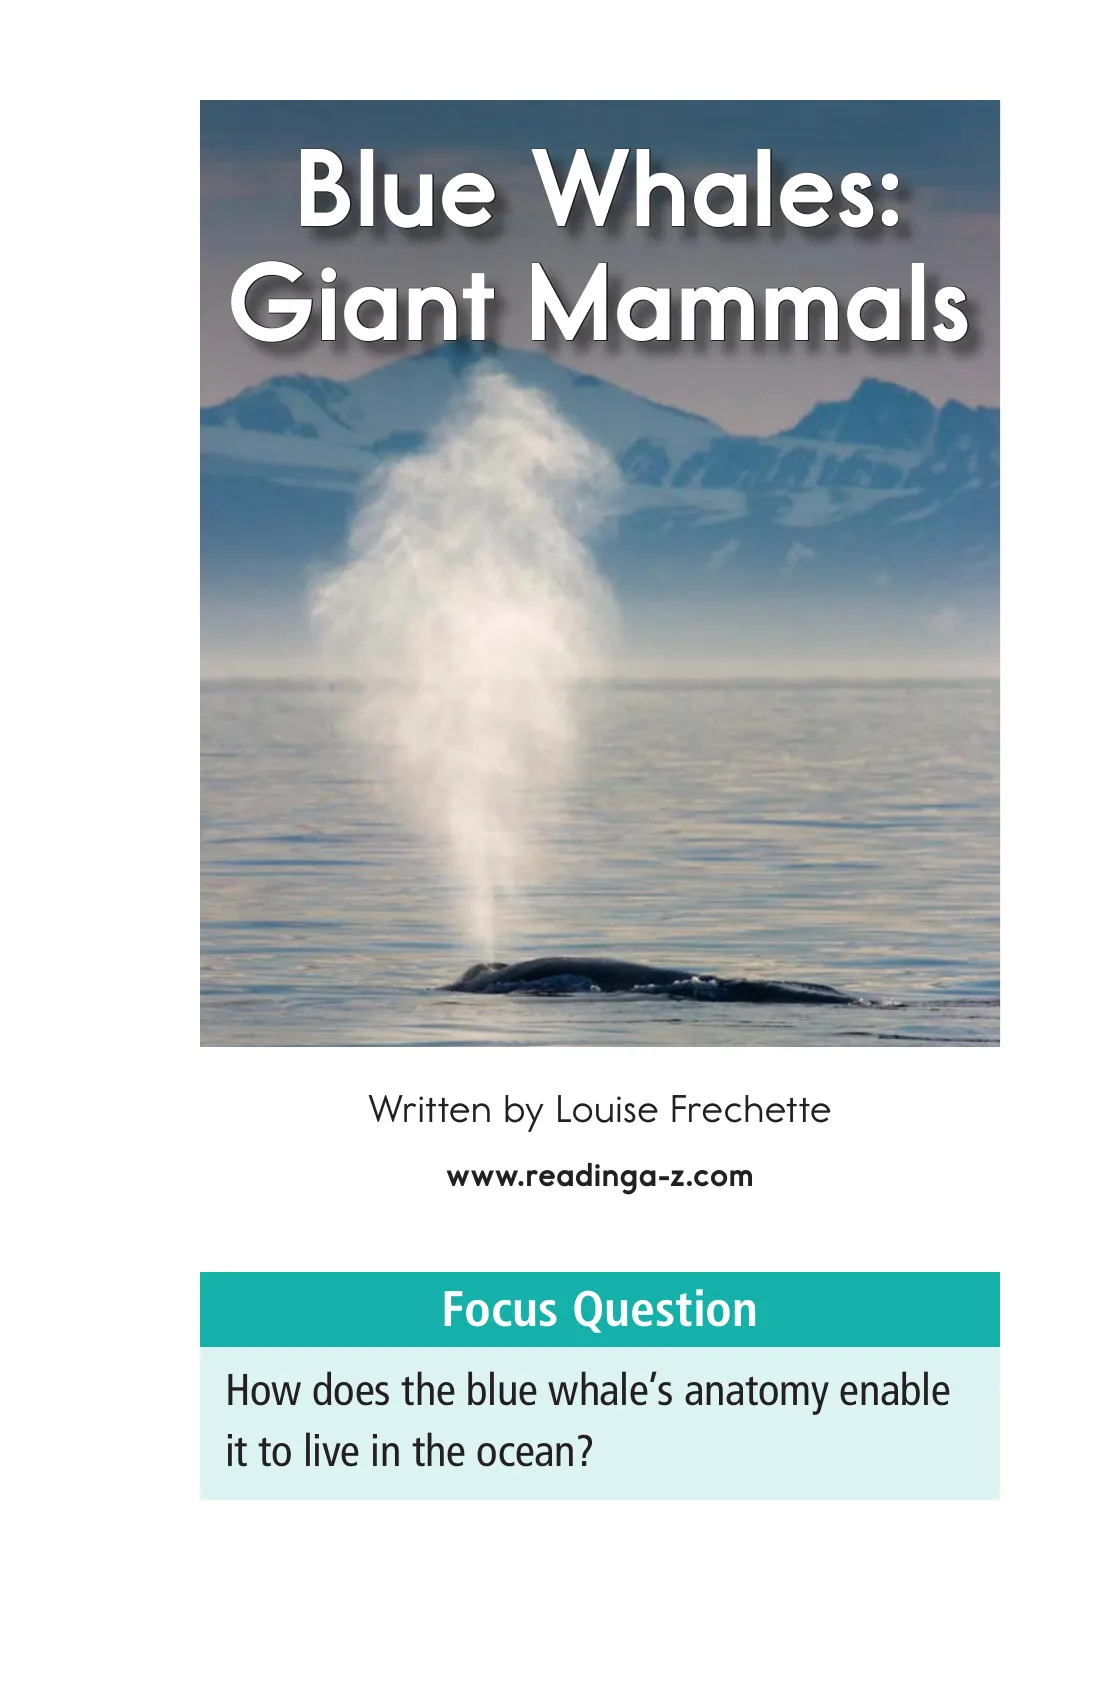 Blue Whales:
Giant Mammals
Written by Louise Frechette
www.readinga-z.com
Focus Question
How does the blue whale’s anatomy enable
it to live in the ocean?